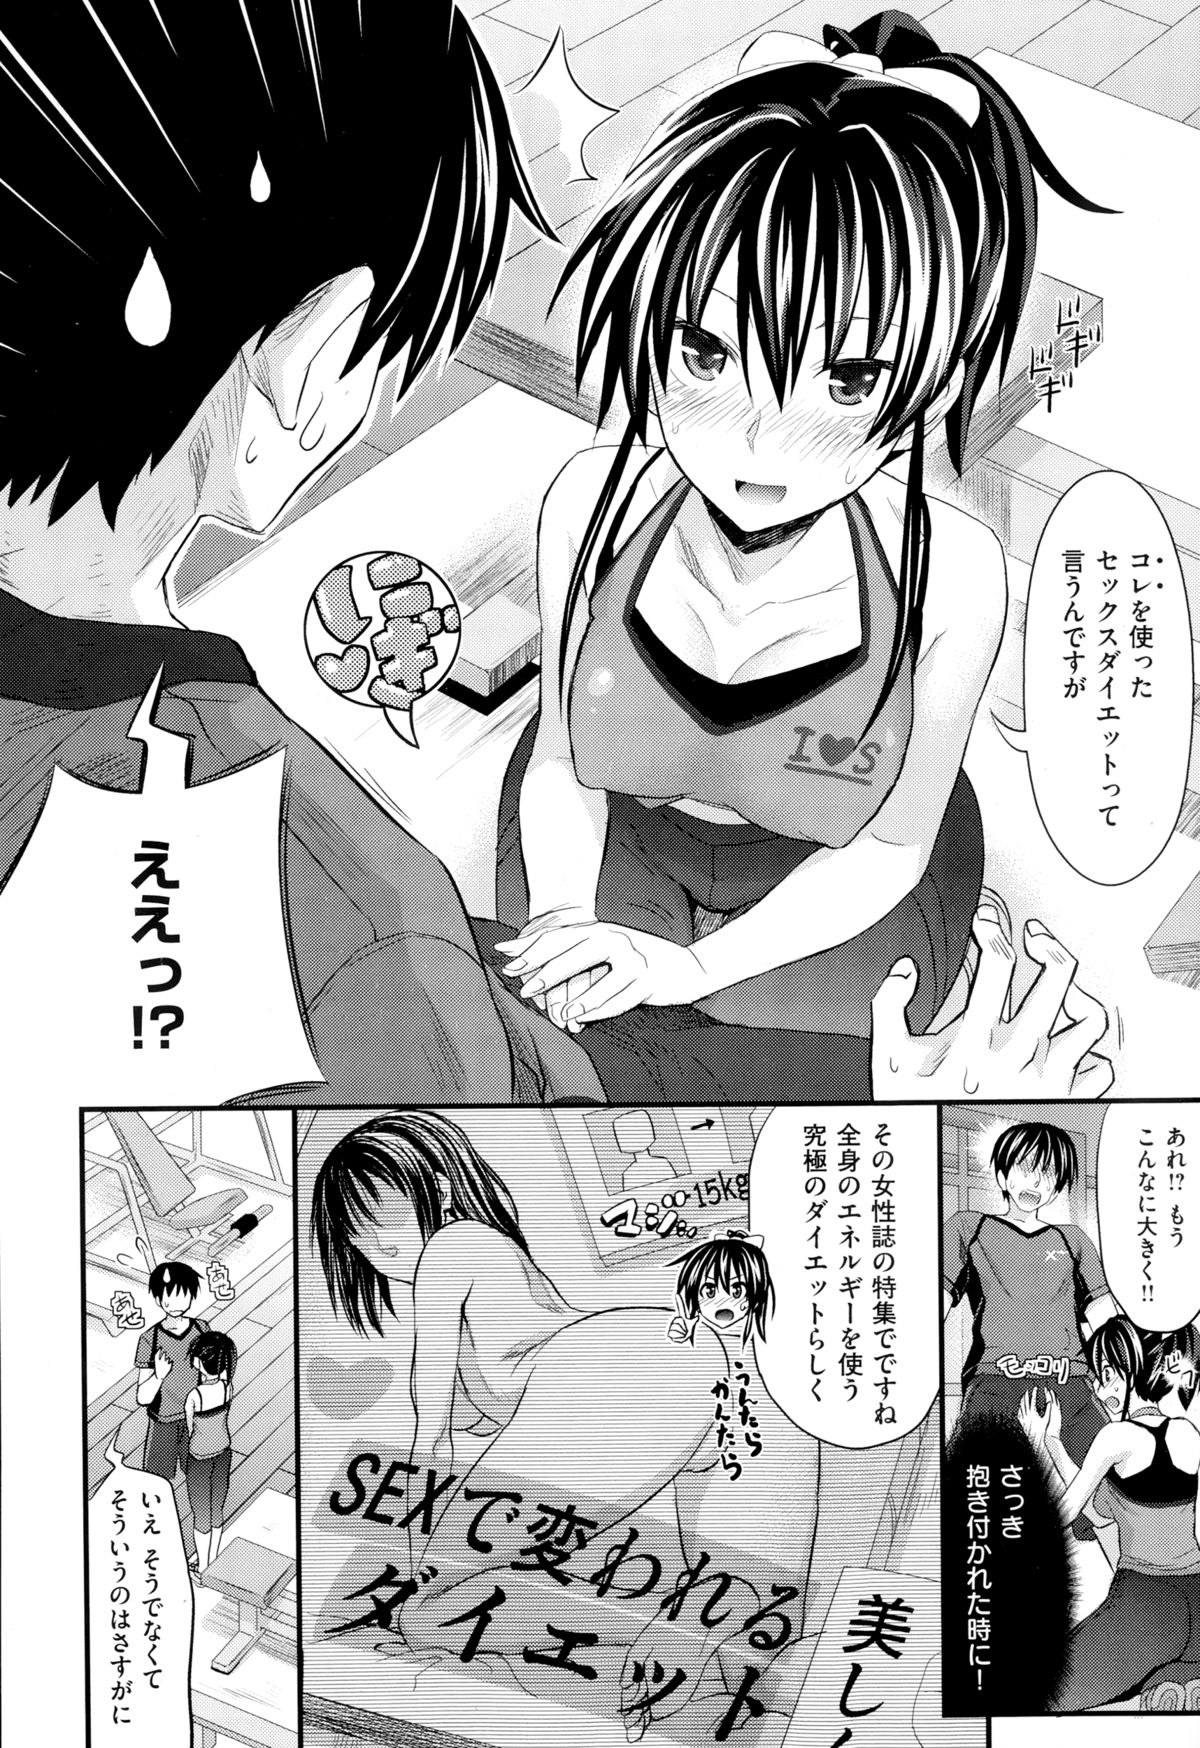 コレを使った
セックスダイエットって
言うんですが
ドギ
ドギ
I♥S
ええっ!?
あれ!?もう
こんなに大きく!!
モッコリ
さっき
抱き付かれた時に!
その女性誌の特集でですね
全身のエネルギーを使う
究極のダイエットらしく
15kg
マジ
うんたら
かんたら
SEXで変われる
ダイエット
美し
あせ
あせ
いえ そうでなくて
そういうのはさすがに